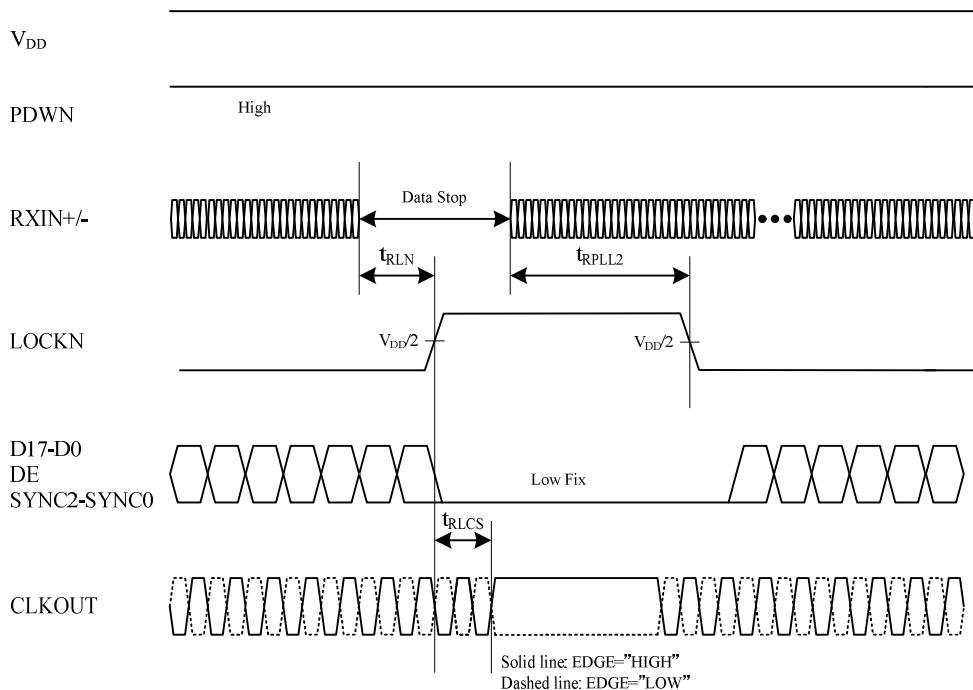 VDD
PDWN
High
RXIN+/-
Data Stop
tRLN
tRPLL2
LOCKN
VDD/2
VDD/2
D17-D0
DE
SYNC2-SYNC0
Low Fix
tRLCS
CLKOUT
Solid line: EDGE="HIGH"
Dashed line: EDGE="LOW"